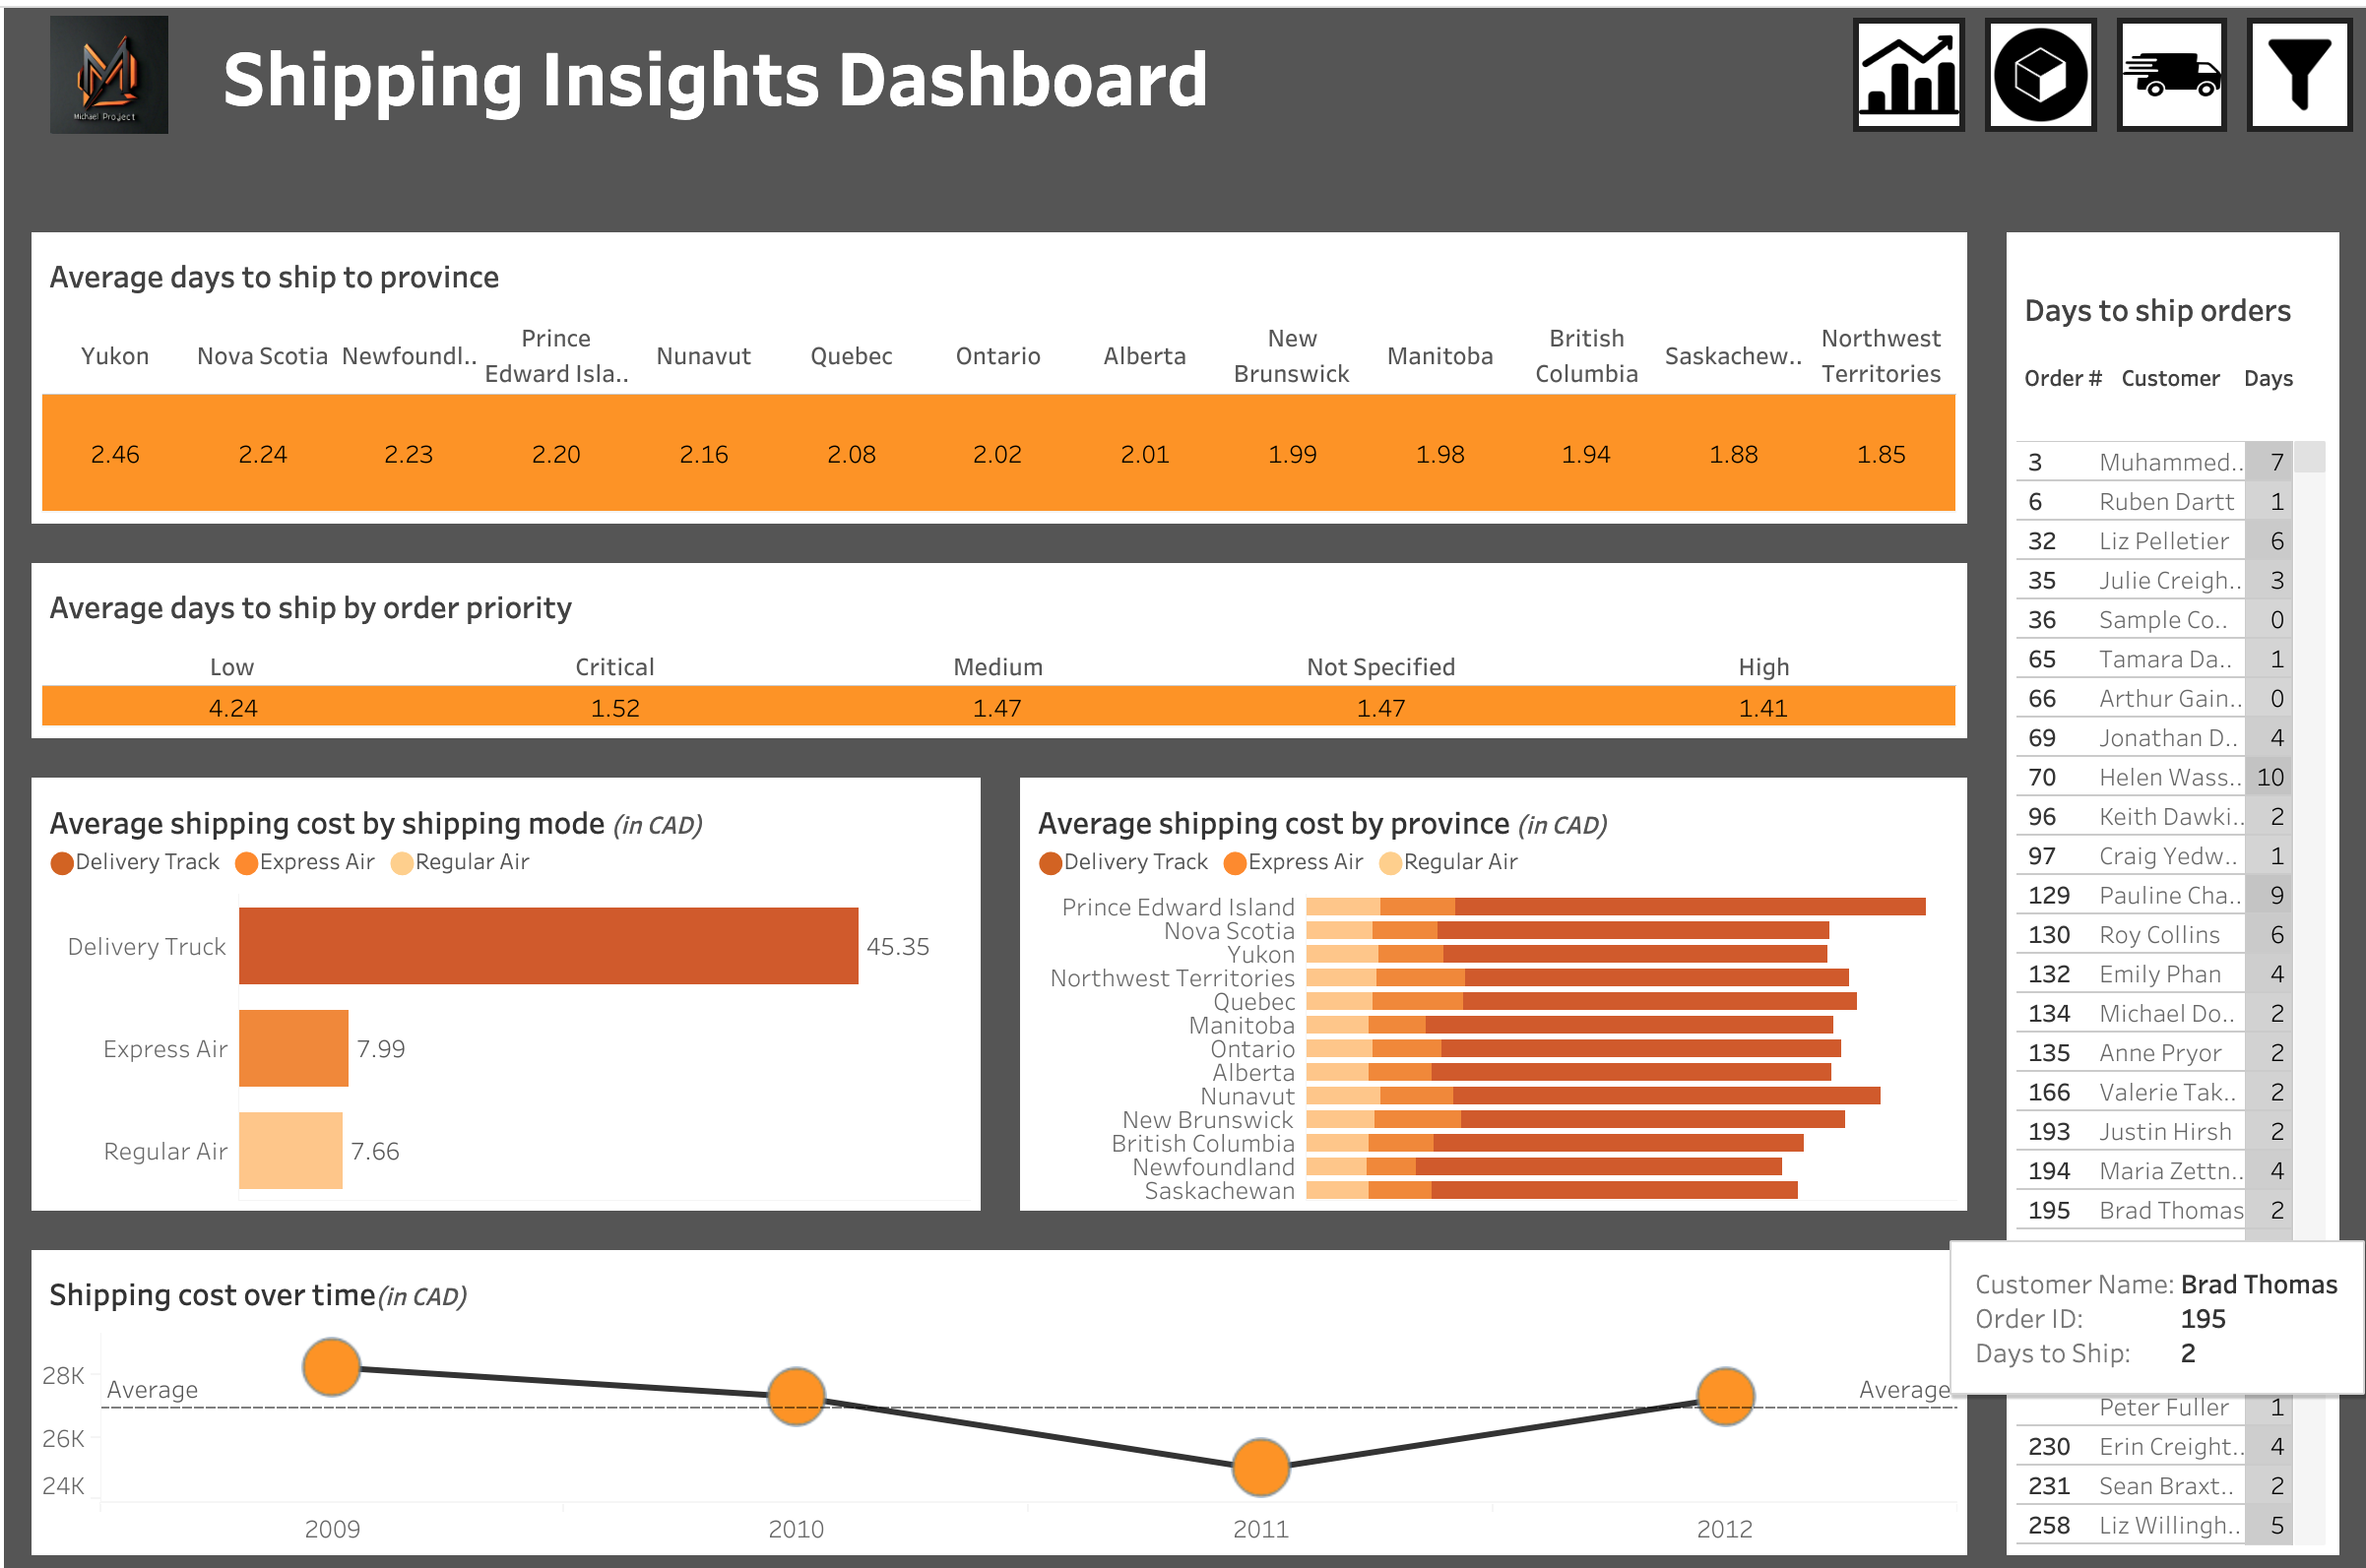 Michael Project
Shipping Insights Dashboard
Average days to ship to province
Yukon Nova Scotia Newfoundl.. Prince Edward Isla.. Nunavut Quebec Ontario Alberta New Brunswick Manitoba British Columbia Saskachew.. Northwest Territories
2.46 2.24 2.23 2.20 2.16 2.08 2.02 2.01 1.99 1.98 1.94 1.88 1.85
Average days to ship by order priority
Low Critical Medium Not Specified High
4.24 1.52 1.47 1.47 1.41
Average shipping cost by shipping mode (in CAD)
Delivery Track Express Air Regular Air
Delivery Truck 45.35
Express Air 7.99
Regular Air 7.66
Average shipping cost by province (in CAD)
Delivery Track Express Air Regular Air
Prince Edward Island
Nova Scotia
Yukon
Northwest Territories
Quebec
Manitoba
Ontario
Alberta
Nunavut
New Brunswick
British Columbia
Newfoundland
Saskachewan
Shipping cost over time(in CAD)
28K
Average Average
26K
24K
2009 2010 2011 2012
Days to ship orders
Order # Customer Days
3 Muhammed.. 7
6 Ruben Dartt 1
32 Liz Pelletier 6
35 Julie Creigh.. 3
36 Sample Co.. 0
65 Tamara Da.. 1
66 Arthur Gain.. 0
69 Jonathan D.. 4
70 Helen Wass.. 10
96 Keith Dawki.. 2
97 Craig Yedw.. 1
129 Pauline Cha.. 9
130 Roy Collins 6
132 Emily Phan 4
134 Michael Do.. 2
135 Anne Pryor 2
166 Valerie Tak.. 2
193 Justin Hirsh 2
194 Maria Zettn.. 4
195 Brad Thomas 2
Customer Name: Brad Thomas
Order ID: 195
Days to Ship: 2
Peter Fuller 1
230 Erin Creight.. 4
231 Sean Braxt.. 2
258 Liz Willingh.. 5